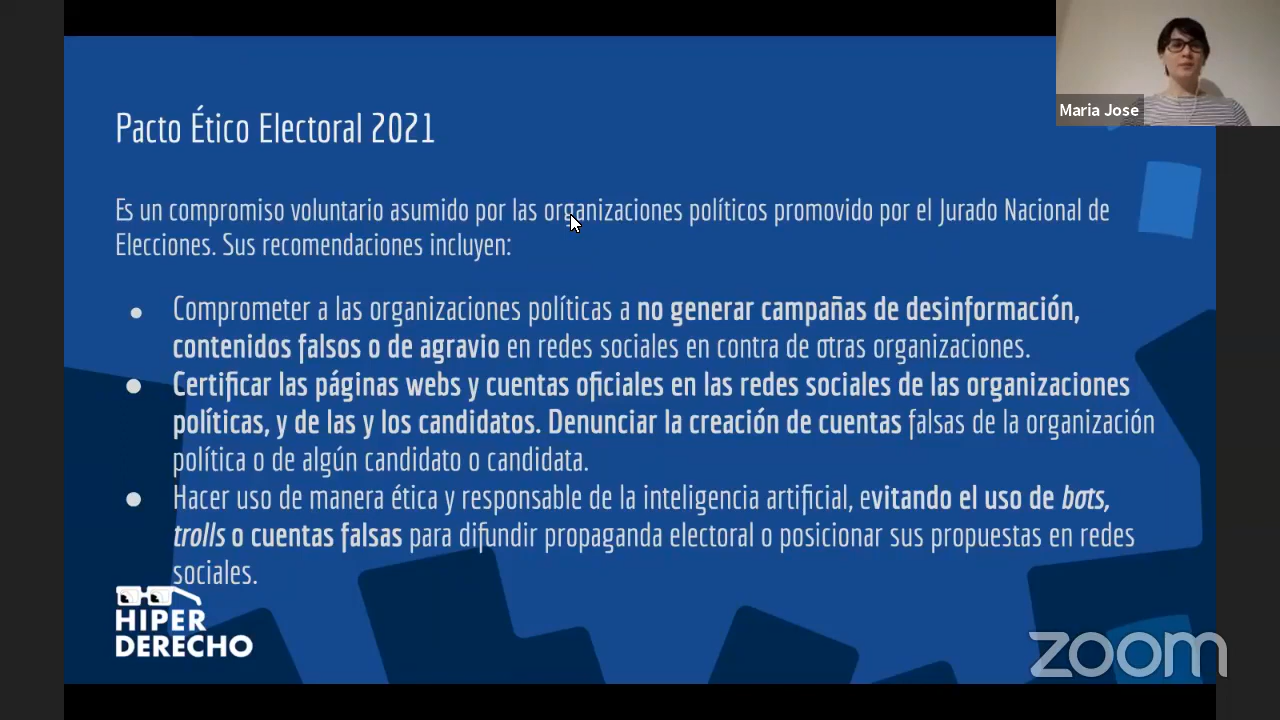 Maria Jose
Pacto Ético Electoral 2021
Es un compromiso voluntario asumido por las organizaciones políticos promovido por el Jurado Nacional de
Elecciones. Sus recomendaciones incluyen:
● Comprometer a las organizaciones políticas a no generar campañas de desinformación,
contenidos falsos o de agravio en redes sociales en contra de otras organizaciones.
● Certificar las páginas webs y cuentas oficiales en las redes sociales de las organizaciones
políticas, y de las y los candidatos. Denunciar la creación de cuentas falsas de la organización
política o de algún candidato o candidata.
● Hacer uso de manera ética y responsable de la inteligencia artificial, evitando el uso de bots,
trolls o cuentas falsas para difundir propaganda electoral o posicionar sus propuestas en redes
sociales.
HIPER
DERECHO
zoom